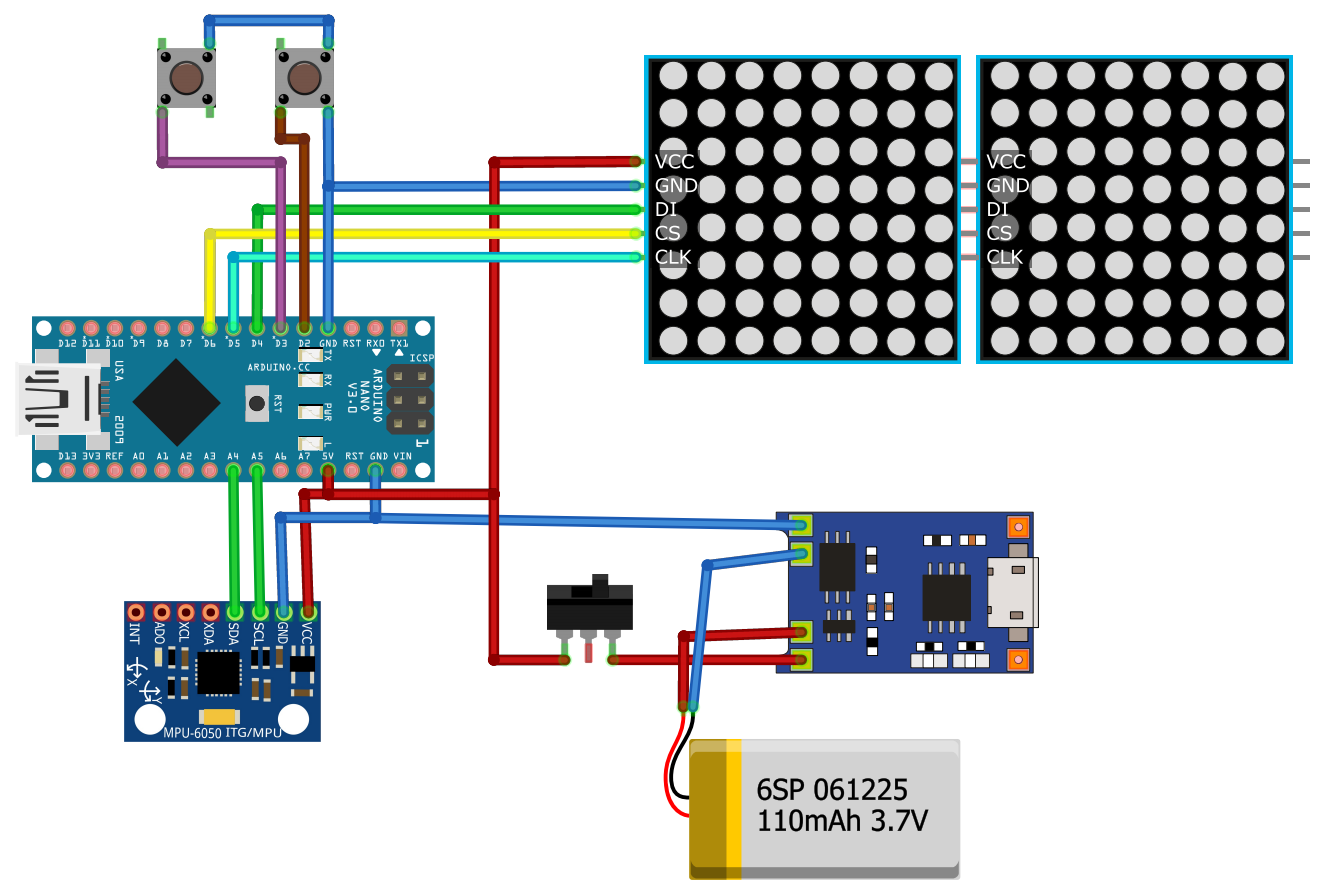 VCC
GND
DI
CS
CLK
VCC
GND
DI
CS
CLK
D12 D11 D10 D9 D8 D7 D6 D5 D4 D3 D2 GND RST RX0 TX1
USA
2009
ARDUINO.CC
RST
TX
RX
PWR
L
ARDUINO
NANO
V3.0
ICSP
1
D13 3V3 REF A0 A1 A2 A3 A4 A5 A6 A7 5V RST GND VIN
INT ADO XCL XDA SDA SCL GND VCC
X
Y
MPU-6050 ITG/MPU
6SP 061225
110mAh 3.7V